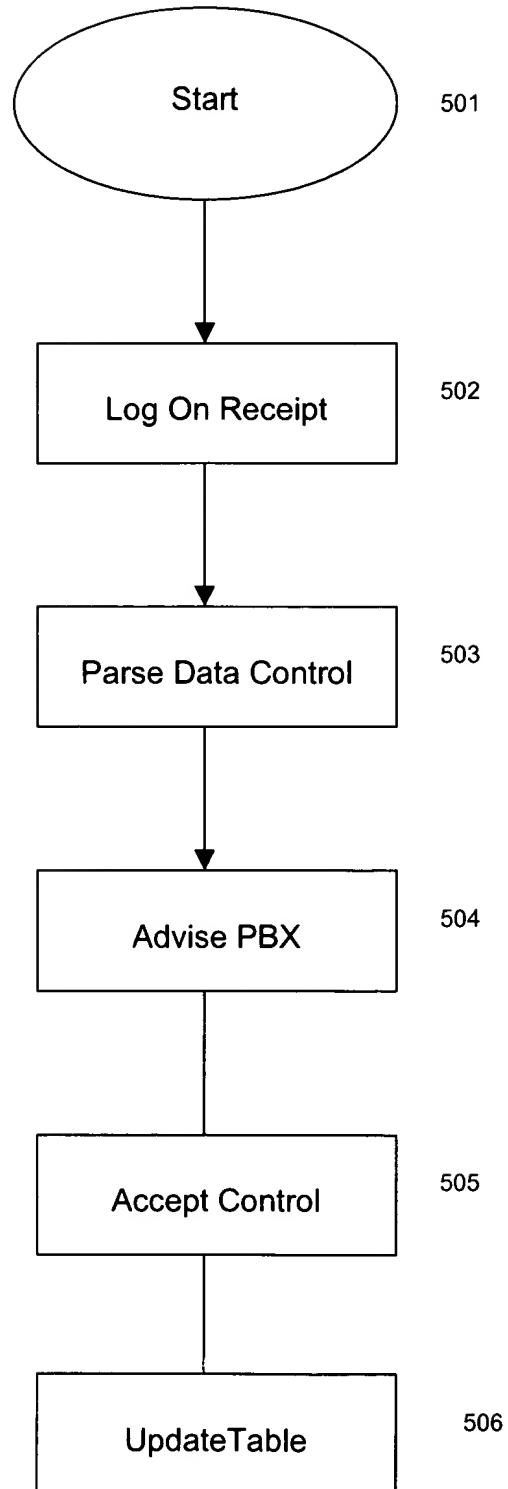 Start 501
Log On Receipt 502
Parse Data Control 503
Advise PBX 504
Accept Control 505
UpdateTable 506